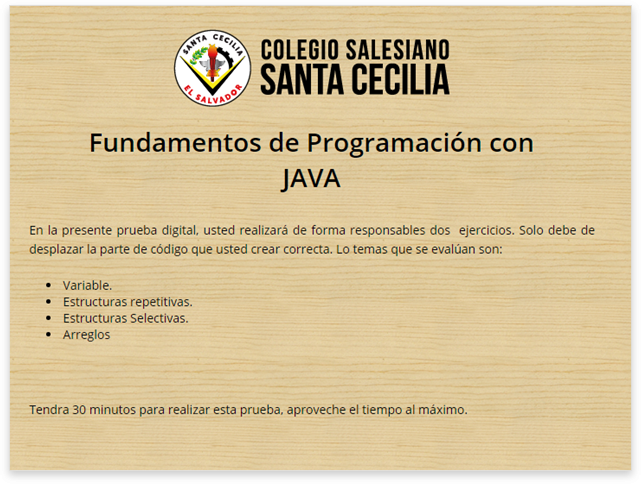 SANTA CECILIA
EL SALVADOR
COLEGIO SALESIANO
SANTA CECILIA
Fundamentos de Programación con
JAVA
En la presente prueba digital, usted realizará de forma responsables dos ejercicios. Solo debe de
desplazar la parte de código que usted crear correcta. Lo temas que se evalúan son:
• Variable.
• Estructuras repetitivas.
• Estructuras Selectivas.
• Arreglos
Tendra 30 minutos para realizar esta prueba, aproveche el tiempo al máximo.